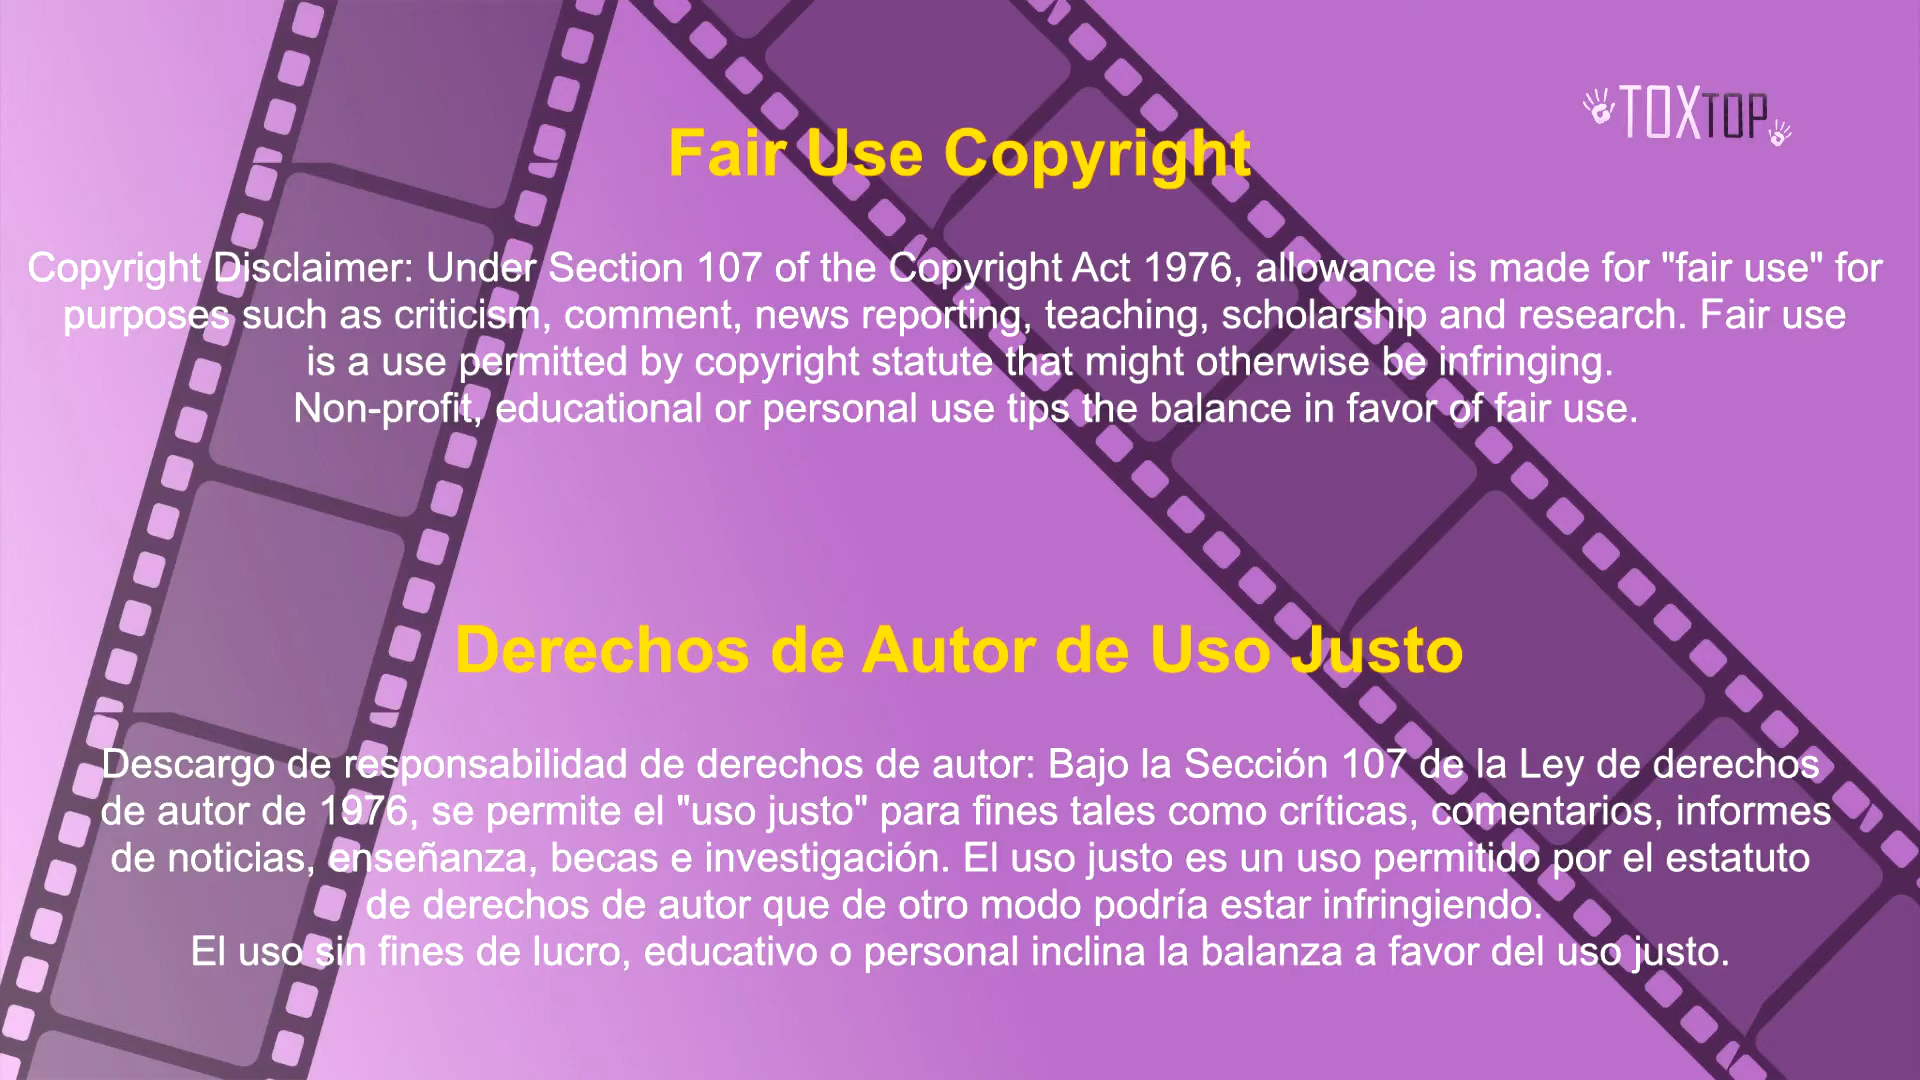 TOXTOP
Fair Use Copyright
Copyright Disclaimer: Under Section 107 of the Copyright Act 1976, allowance is made for "fair use" for
purposes such as criticism, comment, news reporting, teaching, scholarship and research. Fair use
is a use permitted by copyright statute that might otherwise be infringing.
Non-profit, educational or personal use tips the balance in favor of fair use.
Derechos de Autor de Uso Justo
Descargo de responsabilidad de derechos de autor: Bajo la Sección 107 de la Ley de derechos
de autor de 1976, se permite el "uso justo" para fines tales como críticas, comentarios, informes
de noticias, enseñanza, becas e investigación. El uso justo es un uso permitido por el estatuto
de derechos de autor que de otro modo podría estar infringiendo.
El uso sin fines de lucro, educativo o personal inclina la balanza a favor del uso justo.